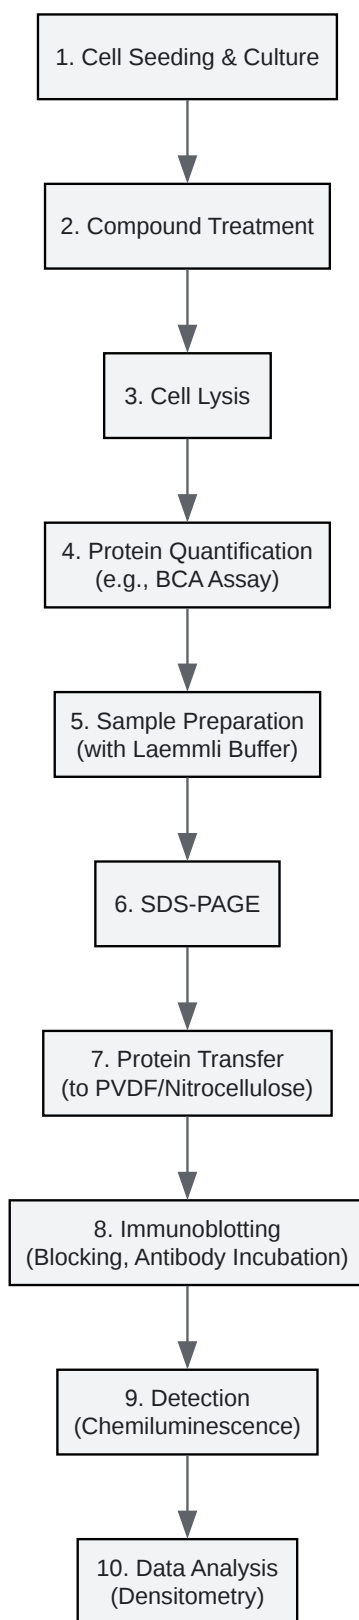 1. Cell Seeding & Culture
2. Compound Treatment
3. Cell Lysis
4. Protein Quantification
(e.g., BCA Assay)
5. Sample Preparation
(with Laemmli Buffer)
6. SDS-PAGE
7. Protein Transfer
(to PVDF/Nitrocellulose)
8. Immunoblotting
(Blocking, Antibody Incubation)
9. Detection
(Chemiluminescence)
10. Data Analysis
(Densitometry)